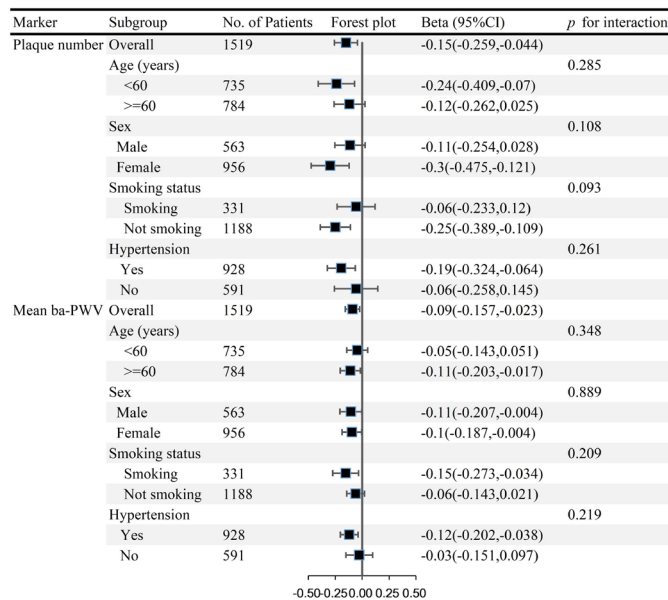 Marker Subgroup No. of Patients Forest plot Beta (95%CI) p for interaction
Plaque number Overall 1519 -0.15(-0.259,-0.044)
Age (years) 0.285
<60 735 -0.24(-0.409,-0.07)
>=60 784 -0.12(-0.262,0.025)
Sex 0.108
Male 563 -0.11(-0.254,0.028)
Female 956 -0.3(-0.475,-0.121)
Smoking status 0.093
Smoking 331 -0.06(-0.233,0.12)
Not smoking 1188 -0.25(-0.389,-0.109)
Hypertension 0.261
Yes 928 -0.19(-0.324,-0.064)
No 591 -0.06(-0.258,0.145)
Mean ba-PWV Overall 1519 -0.09(-0.157,-0.023)
Age (years) 0.348
<60 735 -0.05(-0.143,0.051)
>=60 784 -0.11(-0.203,-0.017)
Sex 0.889
Male 563 -0.11(-0.207,-0.004)
Female 956 -0.1(-0.187,-0.004)
Smoking status 0.209
Smoking 331 -0.15(-0.273,-0.034)
Not smoking 1188 -0.06(-0.143,0.021)
Hypertension 0.219
Yes 928 -0.12(-0.202,-0.038)
No 591 -0.03(-0.151,0.097)
-0.50 -0.25 0.00 0.25 0.50